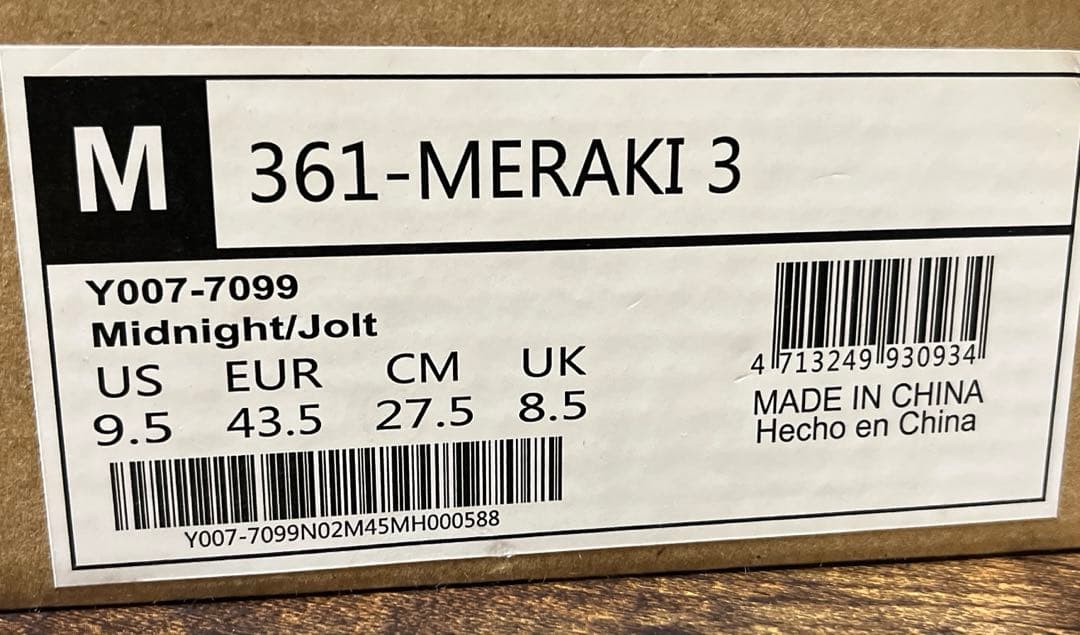 M
361-MERAKI 3
Y007-7099
Midnight/Jolt
US EUR CM UK
9.5 43.5 27.5 8.5
Y007-7099N02M45MH000588
4 713249 930934
MADE IN CHINA
Hecho en China